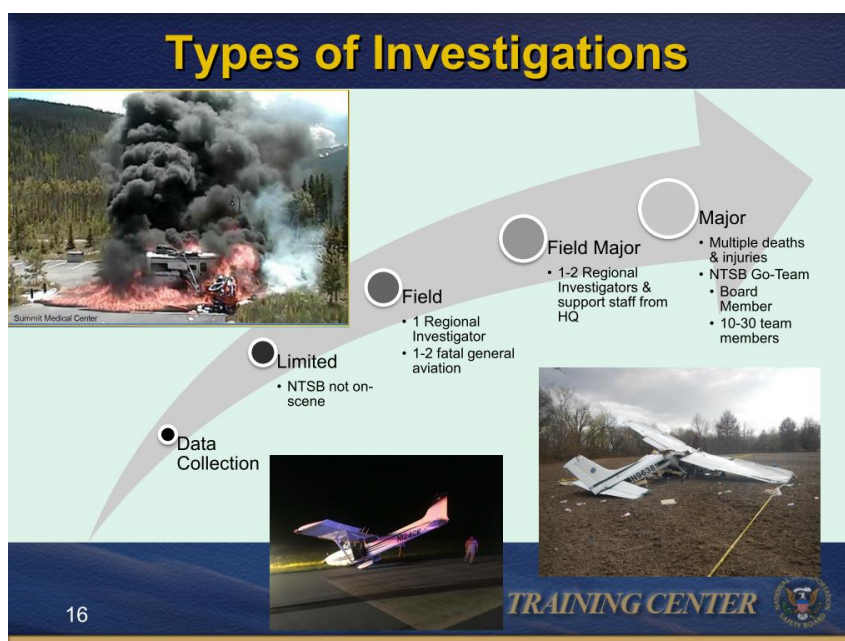 Types of Investigations
Summit Medical Center
Data
Collection
Limited
• NTSB not on-
scene
Field
• 1 Regional
Investigator
• 1-2 fatal general
aviation
Field Major
• 1-2 Regional
Investigators &
support staff from
HQ
Major
• Multiple deaths
& injuries
• NTSB Go-Team
• Board
Member
• 10-30 team
members
N124CK
16
TRAINING CENTER